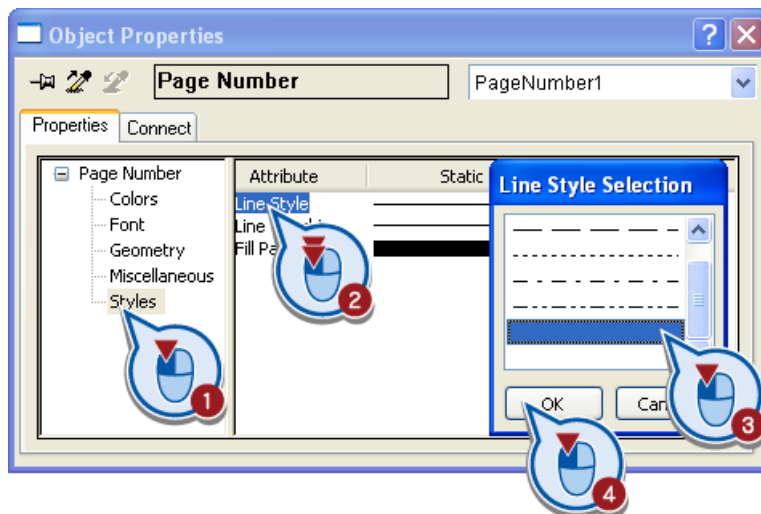 Object Properties
Page Number
PageNumber1
Properties
Connect
Page Number
Colors
Font
Geometry
Miscellaneous
Styles
Attribute
Static
Line Style
Line
Fill Pa
Line Style Selection
OK
Can
1
2
3
4